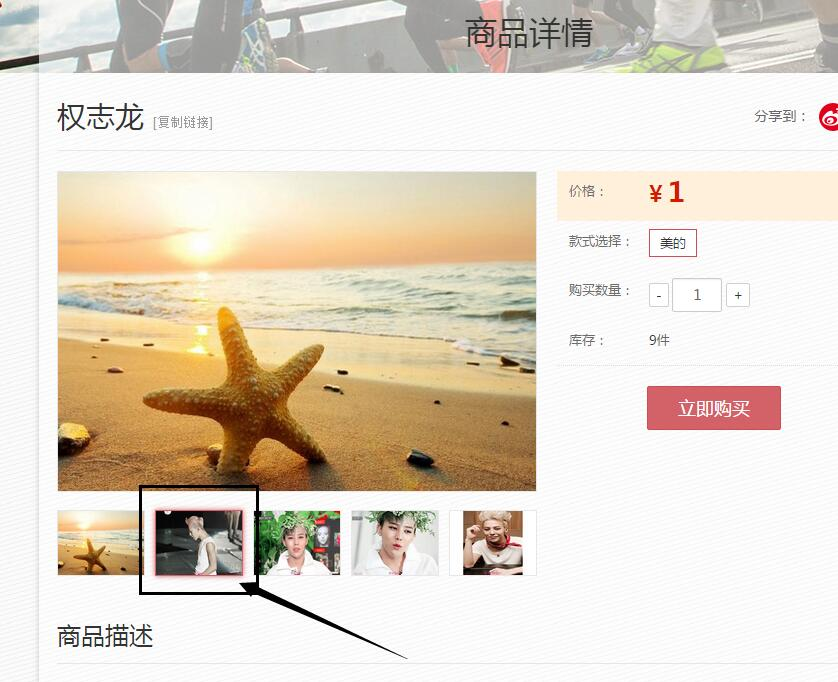 商品详情
权志龙 [复制链接]
分享到：
价格： ¥ 1
款式选择： 美的
购买数量： - 1 +
库存： 9件
立即购买
商品描述